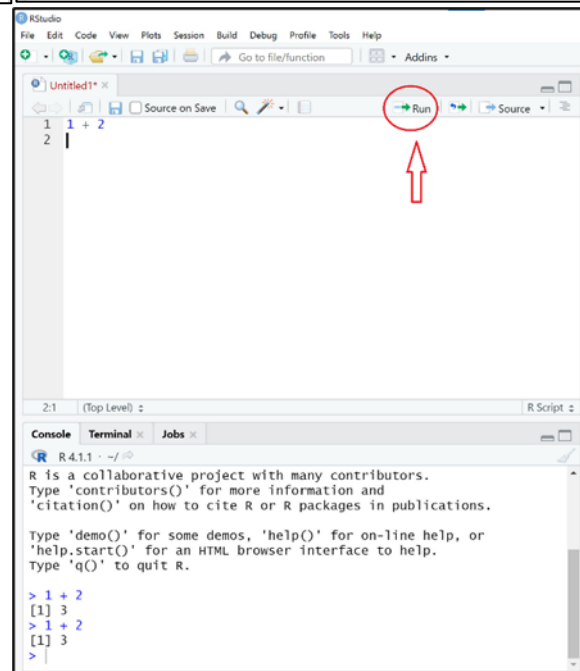 RStudio
File Edit Code View Plots Session Build Debug Profile Tools Help
Go to file/function Addins
Untitled1*
Source on Save Run Source
1 1 + 2
2
2:1 (Top Level) R Script
Console Terminal Jobs
R 4.1.1 · ~/
R is a collaborative project with many contributors.
Type 'contributors()' for more information and
'citation()' on how to cite R or R packages in publications.
Type 'demo()' for some demos, 'help()' for on-line help, or
'help.start()' for an HTML browser interface to help.
Type 'q()' to quit R.
> 1 + 2
[1] 3
> 1 + 2
[1] 3
>